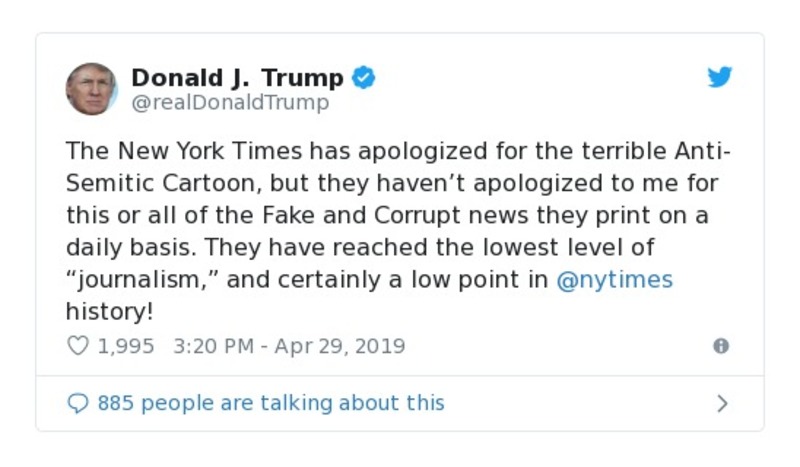 Donald J. Trump
@realDonaldTrump
The New York Times has apologized for the terrible Anti-
Semitic Cartoon, but they haven’t apologized to me for
this or all of the Fake and Corrupt news they print on a
daily basis. They have reached the lowest level of
“journalism,” and certainly a low point in @nytimes
history!
1,995 3:20 PM - Apr 29, 2019
885 people are talking about this